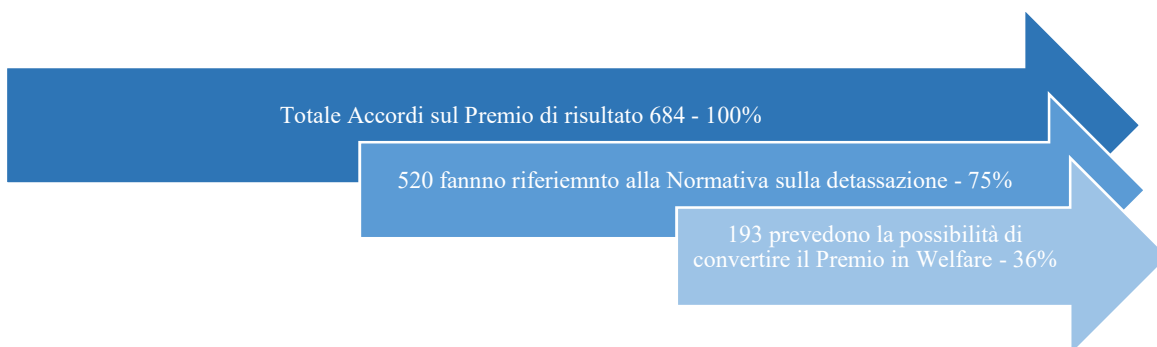 Totale Accordi sul Premio di risultato 684 - 100%
520 fannno riferiemnto alla Normativa sulla detassazione - 75%
193 prevedono la possibilità di
convertire il Premio in Welfare - 36%